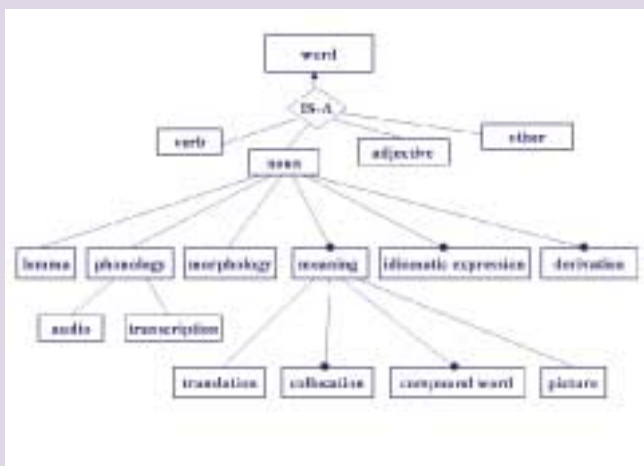 word
IS-A
verb
noun
adjective
other
lemma
phonology
morphology
meaning
idiomatic expression
derivation
audio
transcription
translation
collocation
compound word
picture